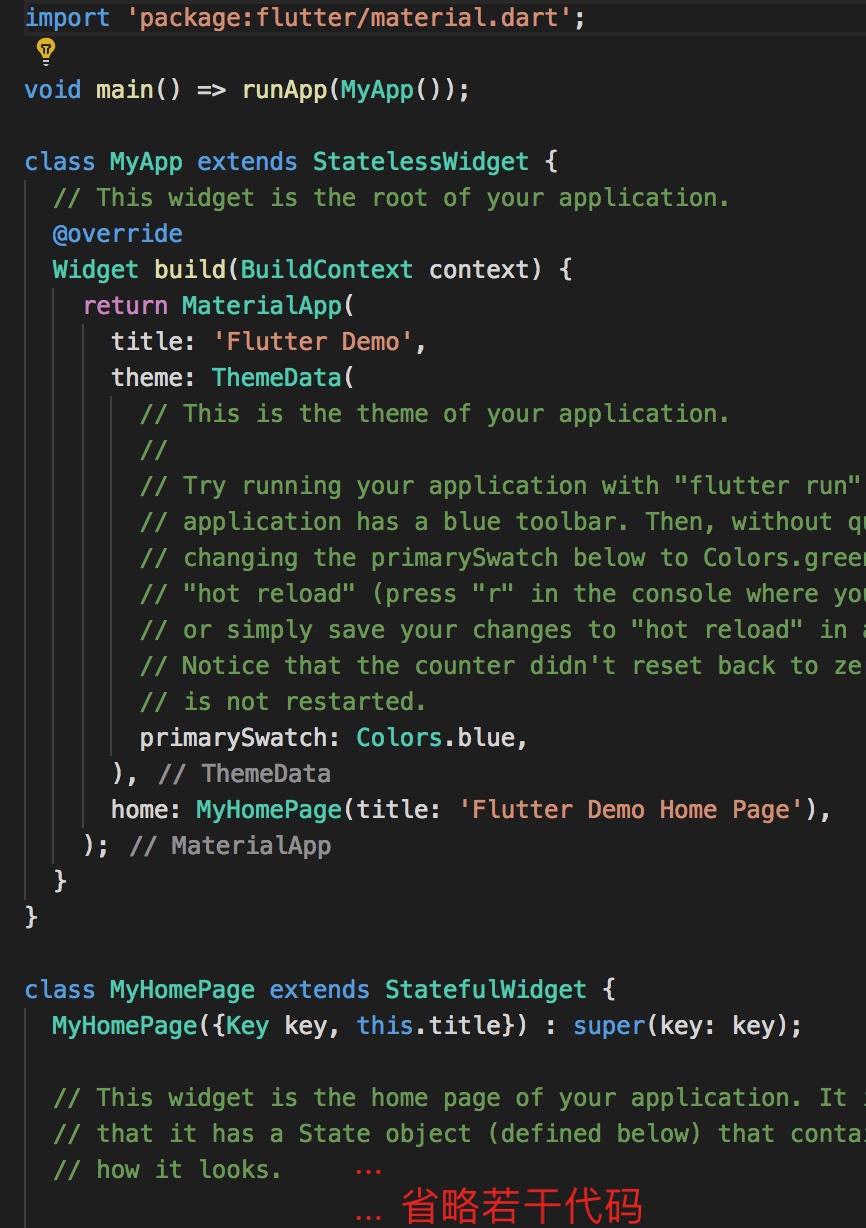 import 'package:flutter/material.dart';
void main() => runApp(MyApp());
class MyApp extends StatelessWidget {
// This widget is the root of your application.
@override
Widget build(BuildContext context) {
return MaterialApp(
title: 'Flutter Demo',
theme: ThemeData(
// This is the theme of your application.
//
// Try running your application with "flutter run"
// application has a blue toolbar. Then, without
// changing the primarySwatch below to
// "hot reload" (press "r" in the console where
// or simply save your changes to "hot reload" in
// Notice that the counter didn't reset back to
// is not restarted.
primarySwatch: Colors.blue,
), // ThemeData
home: MyHomePage(title: 'Flutter Demo Home Page'),
); // MaterialApp
}
}
class MyHomePage extends StatefulWidget {
MyHomePage({Key key, this.title}) : super(key: key);
// This widget is the home page of your application. It
// that it has a State object (defined below) that
// how it looks. ...
... 省略若干代码